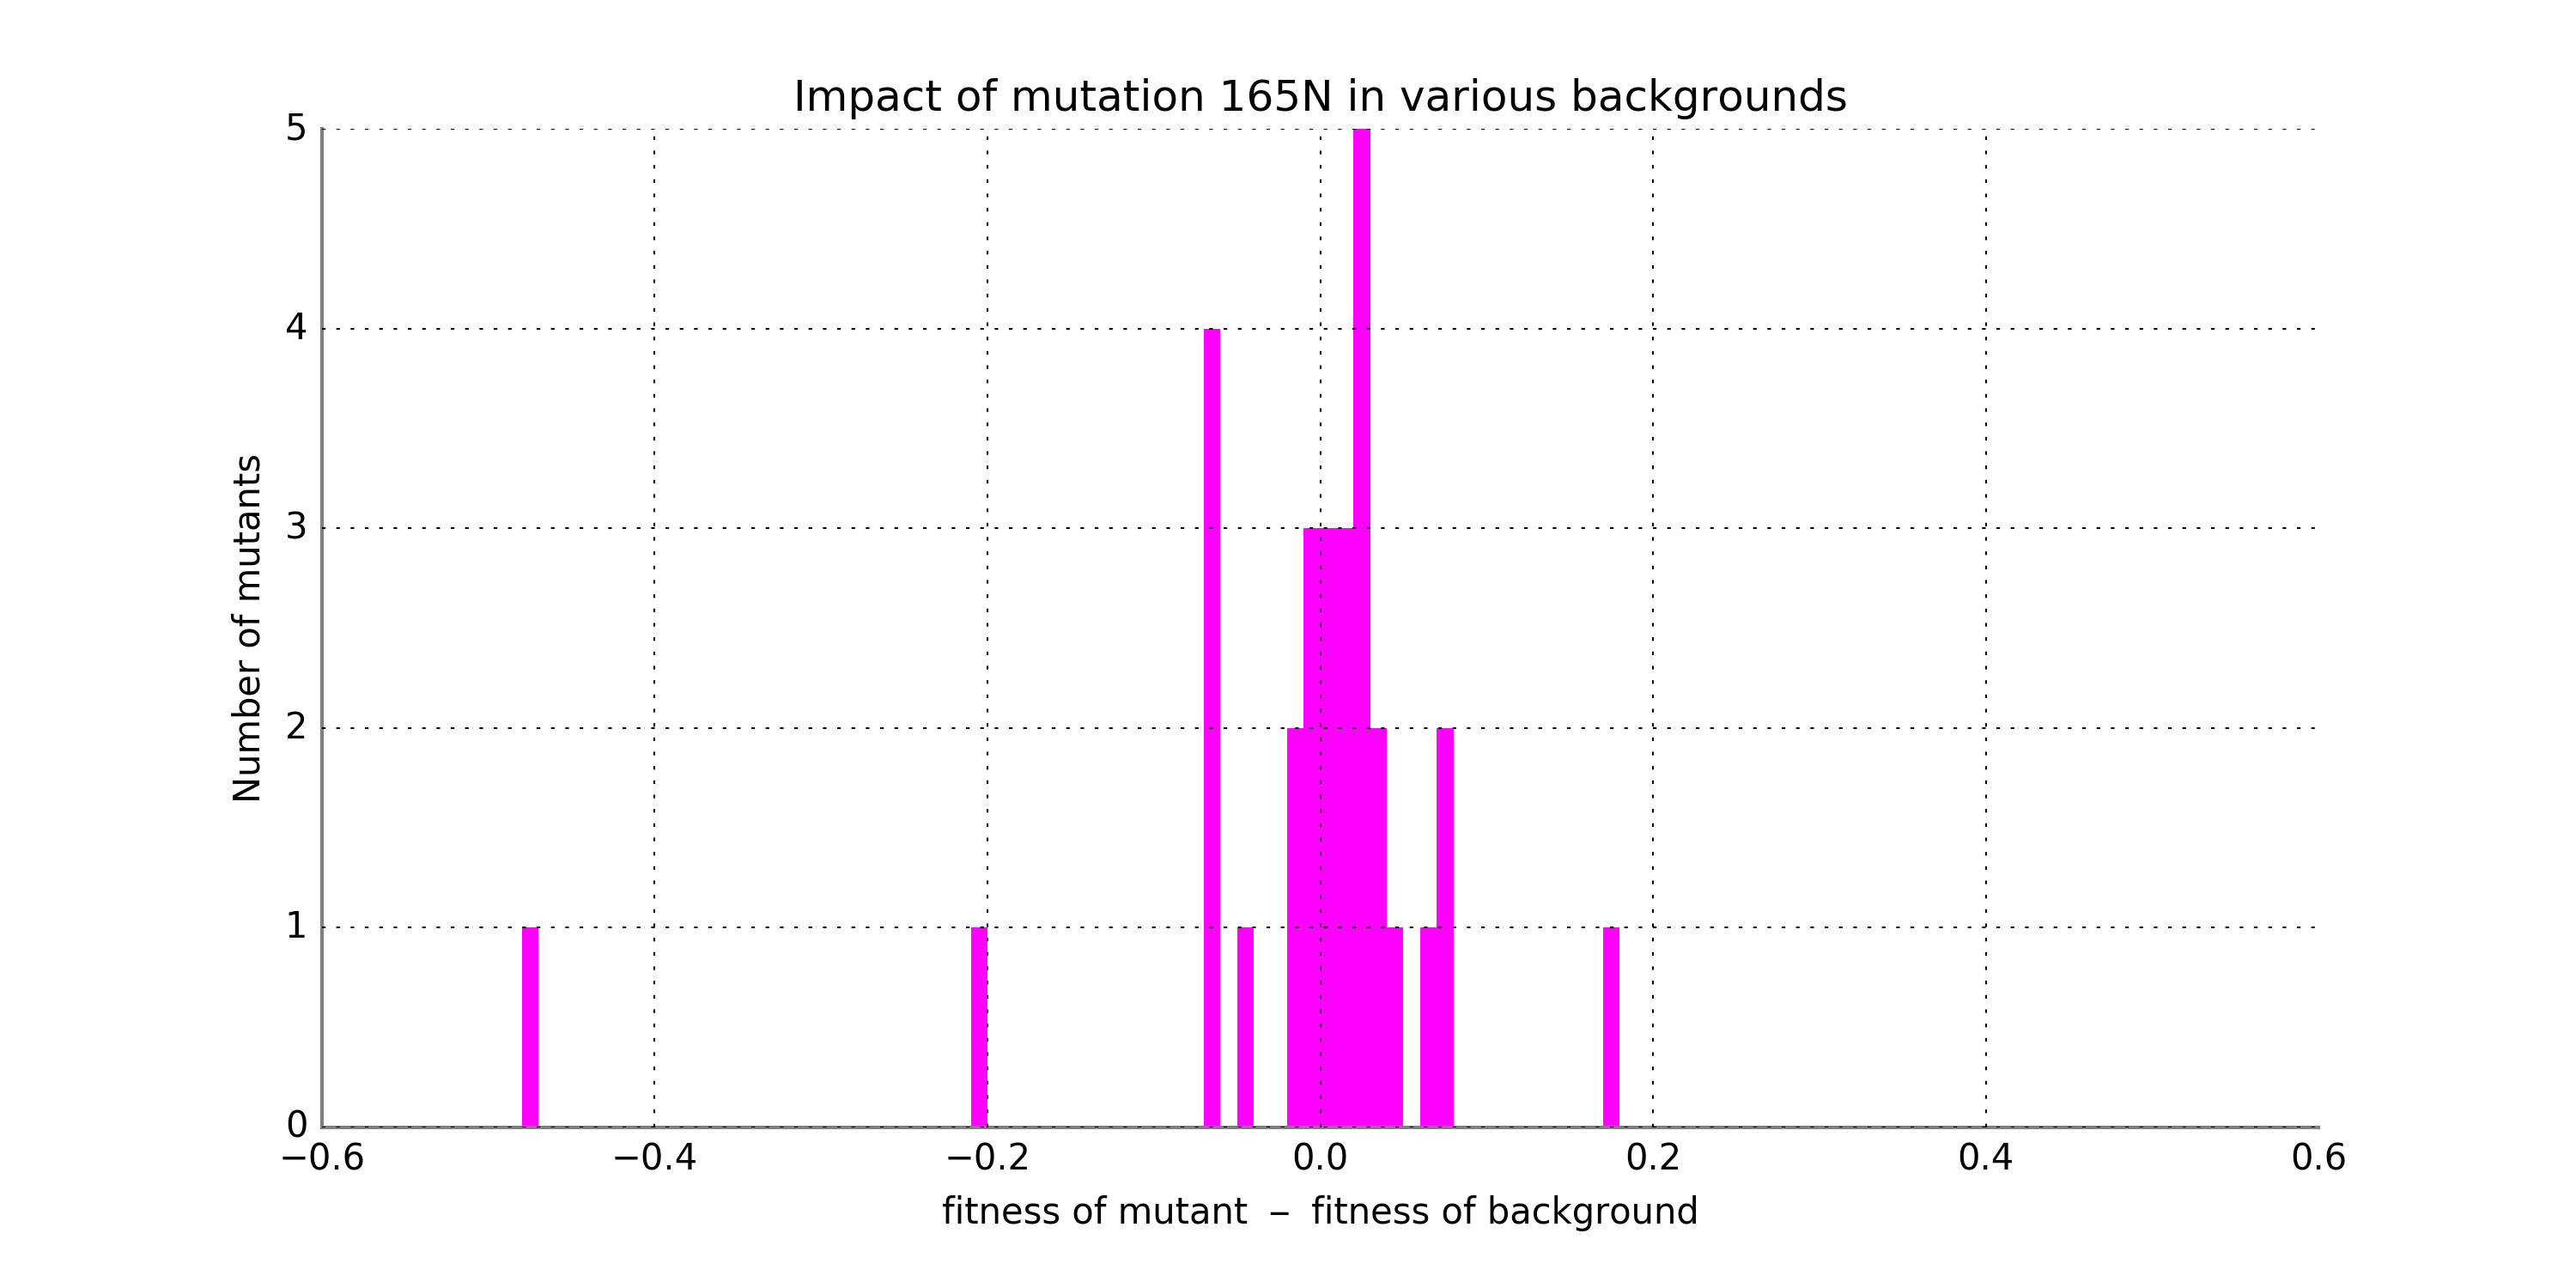 Impact of mutation 165N in various backgrounds
5
4
3
2
1
0
Number of mutants
−0.6 −0.4 −0.2 0.0 0.2 0.4 0.6
fitness of mutant − fitness of background